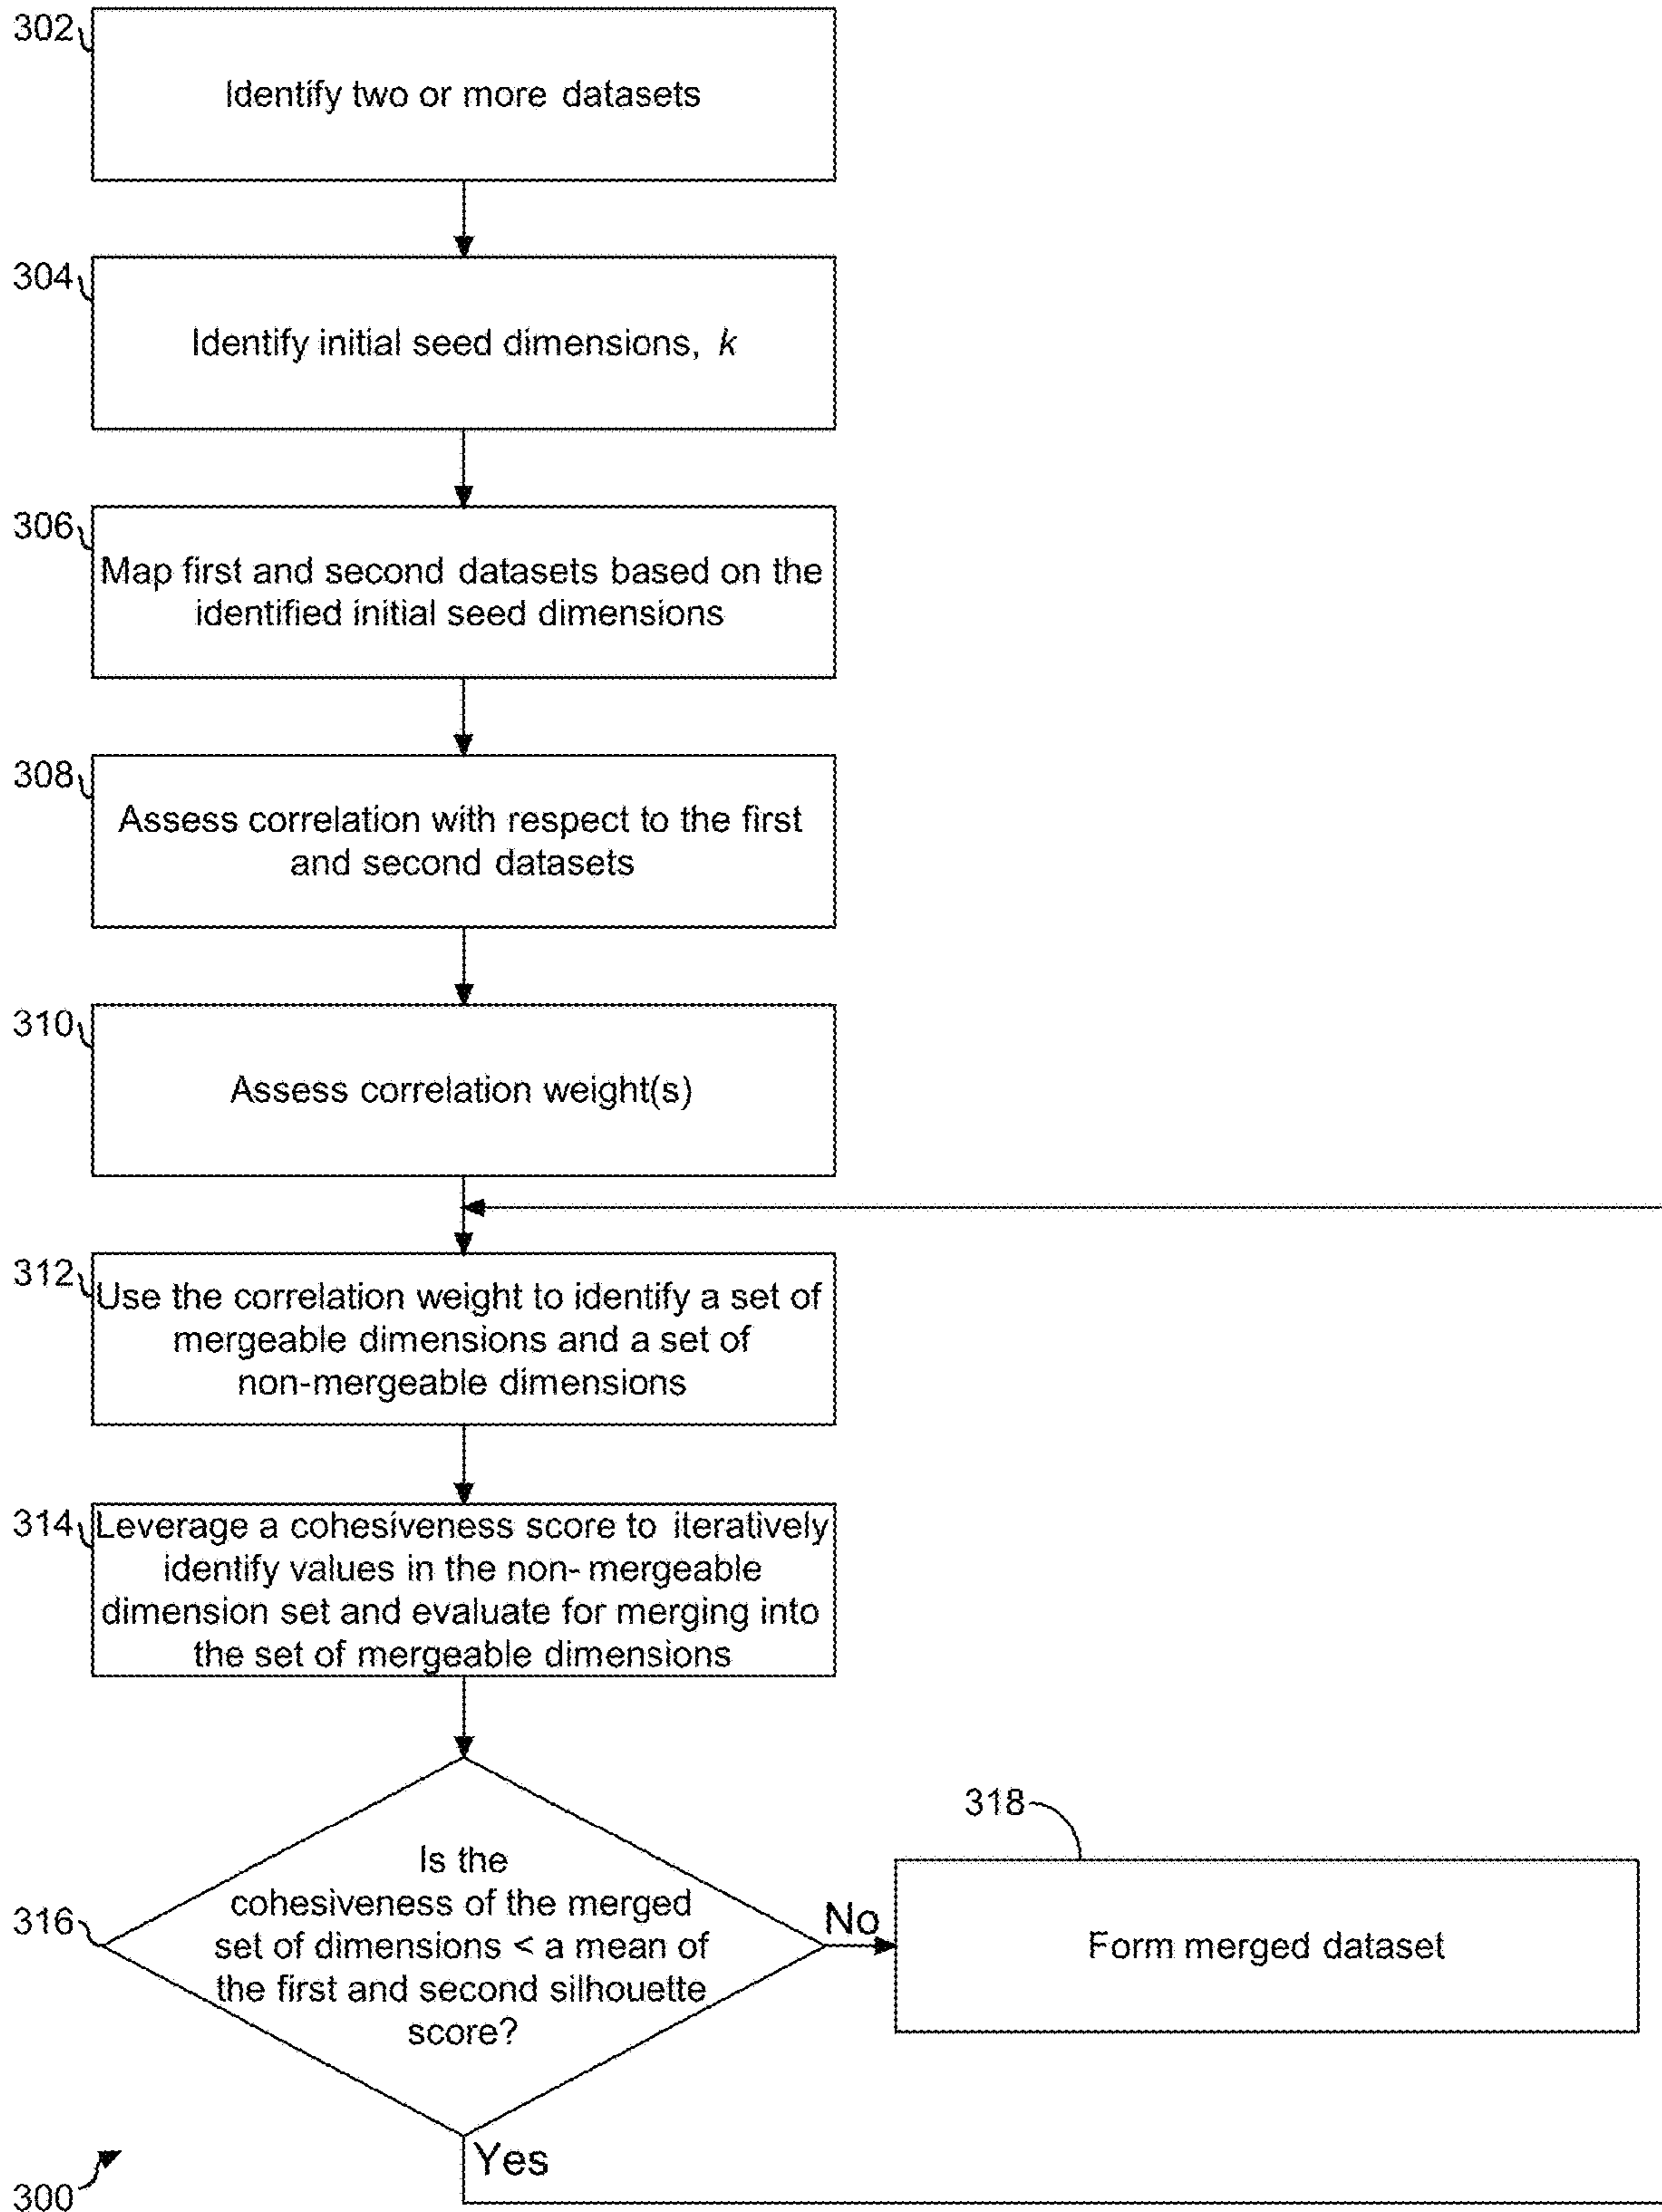 302
Identify two or more datasets
304
Identify initial seed dimensions, k
306
Map first and second datasets based on the
identified initial seed dimensions
308
Assess correlation with respect to the first
and second datasets
310
Assess correlation weight(s)
312
Use the correlation weight to identify a set of
mergeable dimensions and a set of
non-mergeable dimensions
314
Leverage a cohesiveness score to iteratively
identify values in the non-mergeable
dimension set and evaluate for merging into
the set of mergeable dimensions
316
Is the
cohesiveness of the merged
set of dimensions < a mean of
the first and second silhouette
score?
No
318
Form merged dataset
Yes
300